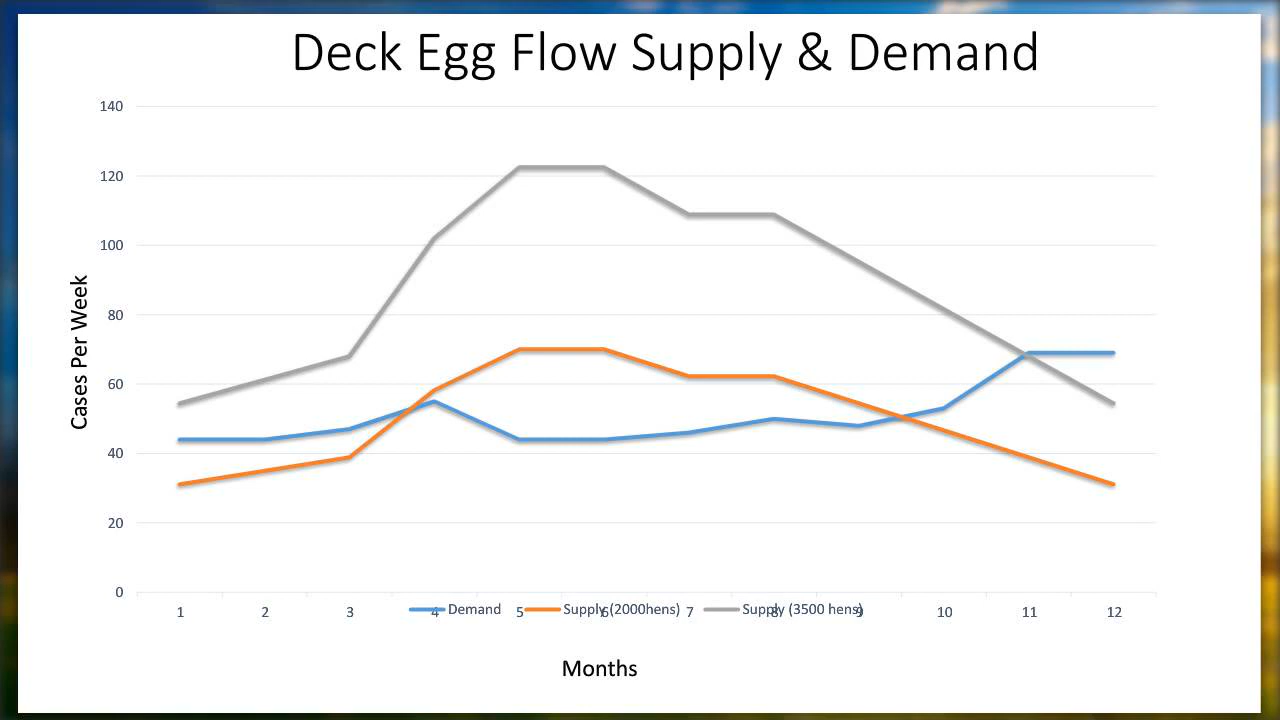 Deck Egg Flow Supply & Demand
140
120
100
80
60
40
20
0
Cases Per Week
1 2 3 4 5 6 7 8 9 10 11 12
Demand Supply (2000hens) Supply (3500 hens)
Months